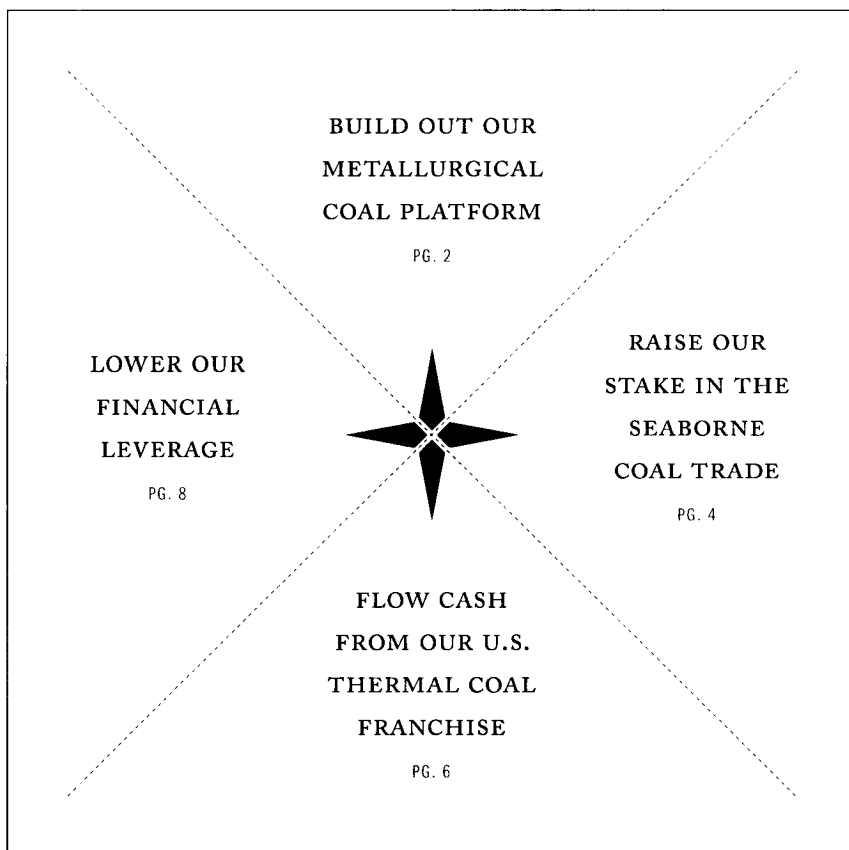 BUILD OUT OUR
METALLURGICAL
COAL PLATFORM
PG. 2
RAISE OUR
STAKE IN THE
SEABORNE
COAL TRADE
PG. 4
FLOW CASH
FROM OUR U.S.
THERMAL COAL
FRANCHISE
PG. 6
LOWER OUR
FINANCIAL
LEVERAGE
PG. 8